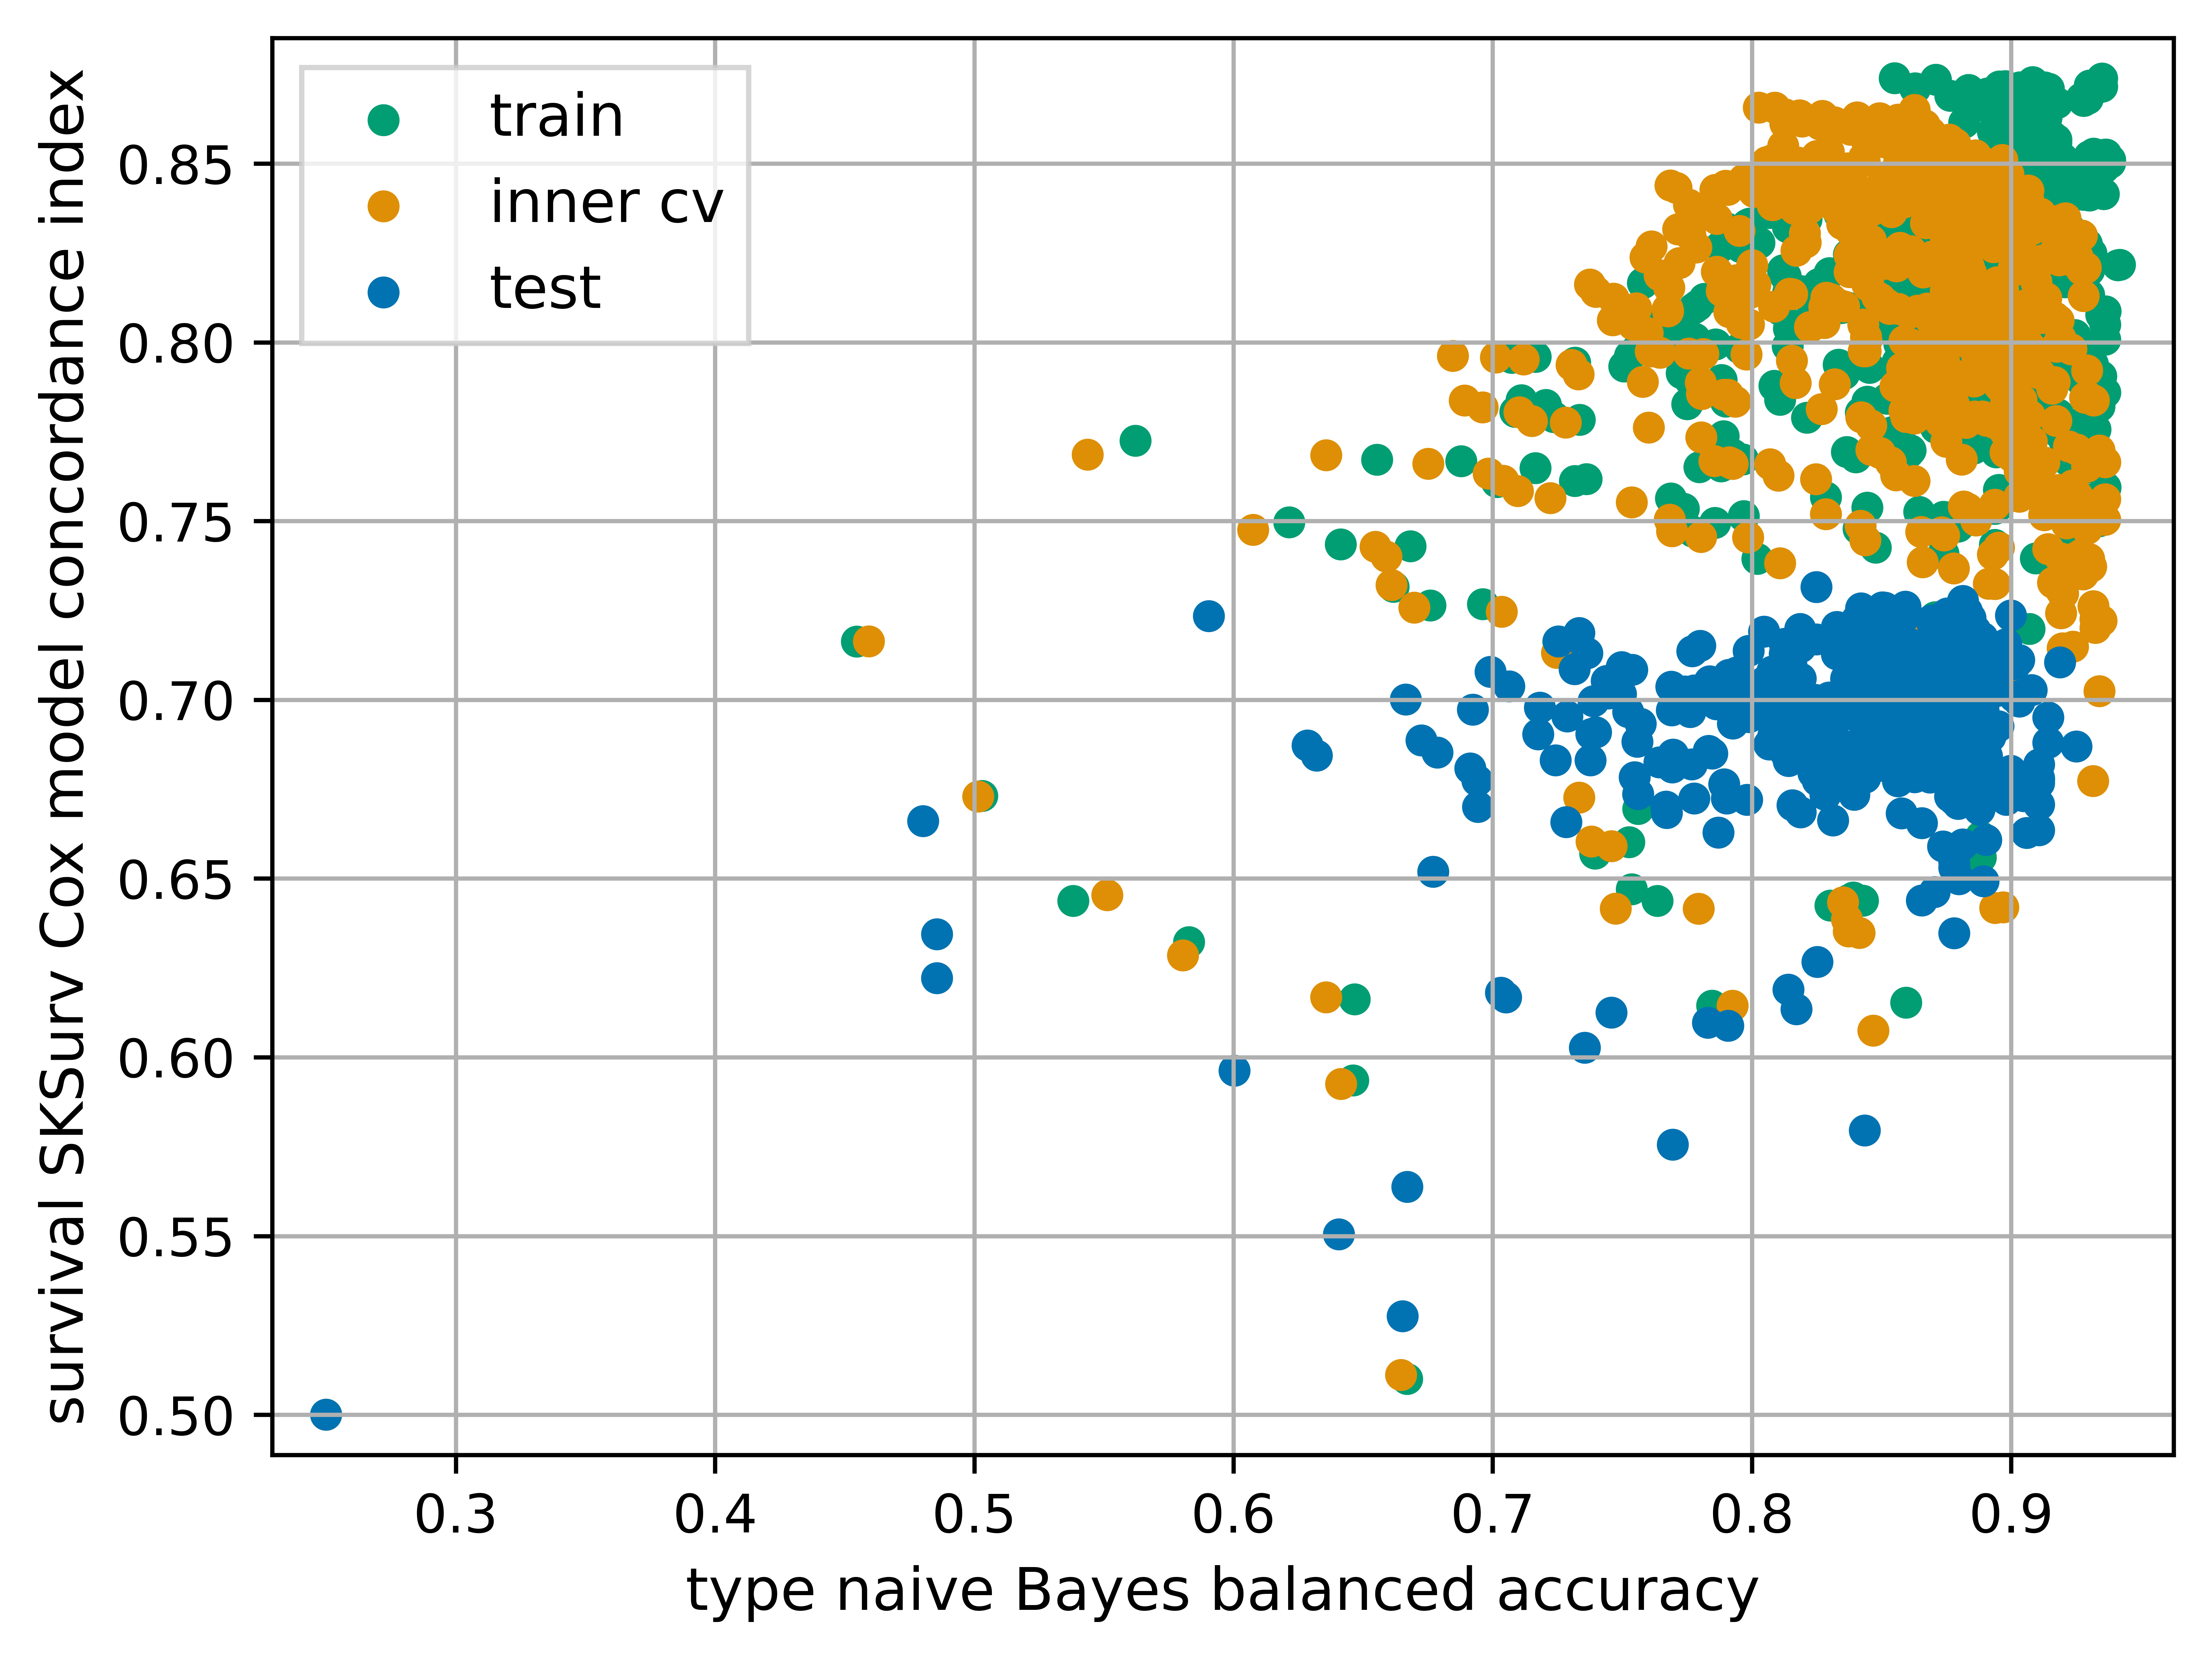 train
inner cv
test
survival SKSurv Cox model concordance index
0.85
0.80
0.75
0.70
0.65
0.60
0.55
0.50
0.3 0.4 0.5 0.6 0.7 0.8 0.9
type naive Bayes balanced accuracy